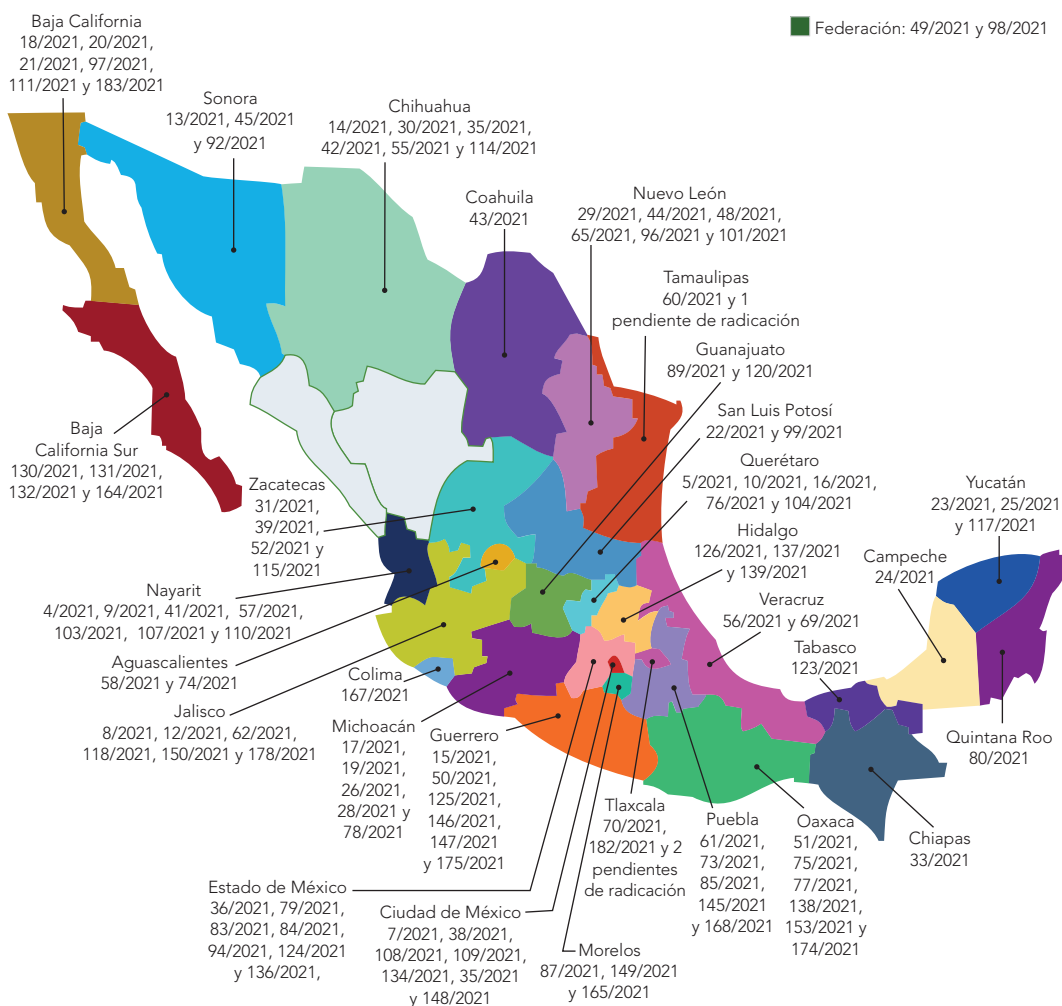 Baja California
18/2021, 20/2021,
21/2021, 97/2021,
111/2021 y 183/2021
Federación: 49/2021 y 98/2021
Sonora
13/2021, 45/2021
y 92/2021
Chihuahua
14/2021, 30/2021, 35/2021,
42/2021, 55/2021 y 114/2021
Coahuila
43/2021
Nuevo León
29/2021, 44/2021, 48/2021,
65/2021, 96/2021 y 101/2021
Tamaulipas
60/2021 y 1
pendiente de radicación
Guanajuato
89/2021 y 120/2021
San Luis Potosí
22/2021 y 99/2021
Querétaro
5/2021, 10/2021, 16/2021,
76/2021 y 104/2021
Hidalgo
126/2021, 137/2021
y 139/2021
Veracruz
56/2021 y 69/2021
Yucatán
23/2021, 25/2021
y 117/2021
Campeche
24/2021
Tabasco
123/2021
Quintana Roo
80/2021
Chiapas
33/2021
Baja
California Sur
130/2021, 131/2021,
132/2021 y 164/2021
Zacatecas
31/2021,
39/2021,
52/2021 y
115/2021
Nayarit
4/2021, 9/2021, 41/2021, 57/2021,
103/2021, 107/2021 y 110/2021
Aguascalientes
58/2021 y 74/2021
Jalisco
8/2021, 12/2021, 62/2021,
118/2021, 150/2021 y 178/2021
Colima
167/2021
Michoacán
17/2021,
19/2021,
26/2021,
28/2021 y
78/2021
Guerrero
15/2021,
50/2021,
125/2021,
146/2021,
147/2021
y 175/2021
Tlaxcala
70/2021,
182/2021 y 2
pendientes
de radicación
Puebla
61/2021,
73/2021,
85/2021,
145/2021
y 168/2021
Oaxaca
51/2021,
75/2021,
77/2021,
138/2021,
153/2021 y
174/2021
Estado de México
36/2021, 79/2021,
83/2021, 84/2021,
94/2021, 124/2021
y 136/2021,
Ciudad de México
7/2021, 38/2021,
108/2021, 109/2021,
134/2021, 35/2021
y 148/2021
Morelos
87/2021, 149/2021
y 165/2021